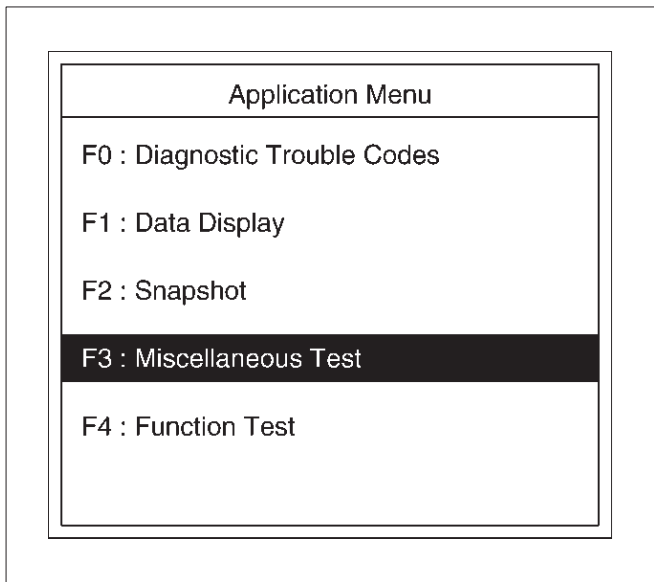 Application Menu
F0 : Diagnostic Trouble Codes
F1 : Data Display
F2 : Snapshot
F3 : Miscellaneous Test
F4 : Function Test